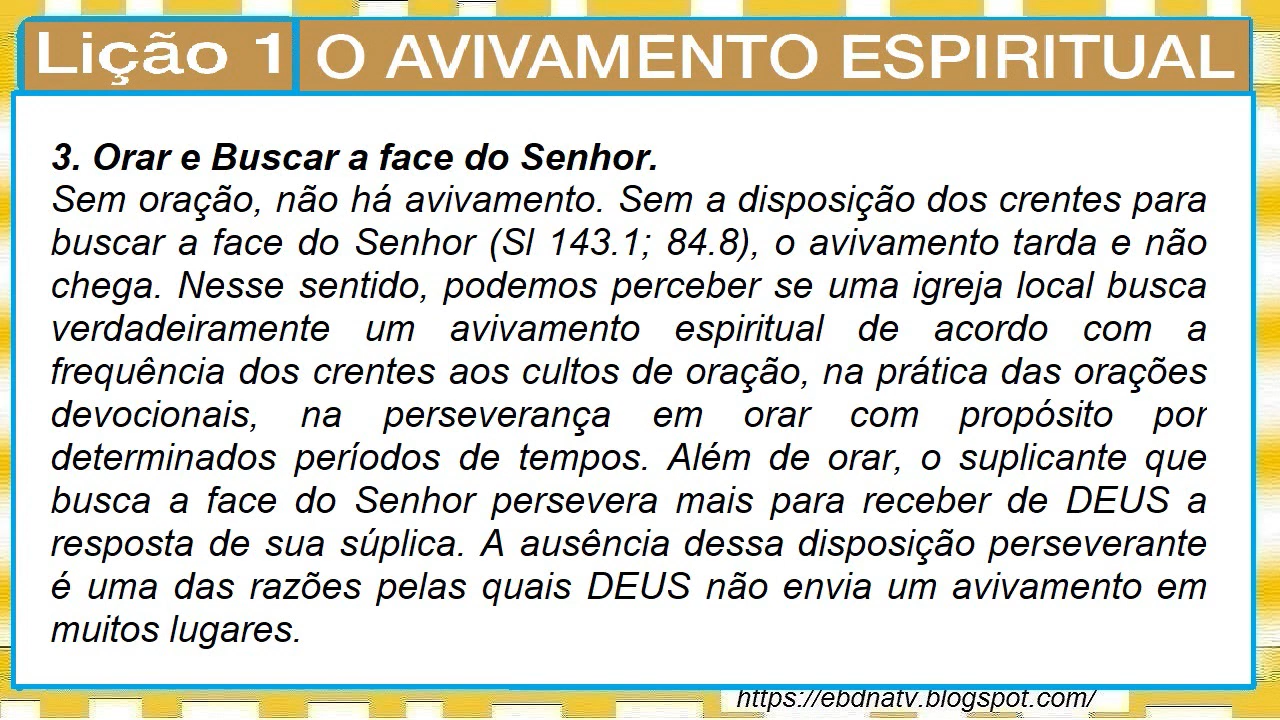 Lição 1 O AVIVAMENTO ESPIRITUAL
3. Orar e Buscar a face do Senhor.
Sem oração, não há avivamento. Sem a disposição dos crentes para
buscar a face do Senhor (Sl 143.1; 84.8), o avivamento tarda e não
chega. Nesse sentido, podemos perceber se uma igreja local busca
verdadeiramente um avivamento espiritual de acordo com a
frequência dos crentes aos cultos de oração, na prática das orações
devocionais, na perseverança em orar com propósito por
determinados períodos de tempos. Além de orar, o suplicante que
busca a face do Senhor persevera mais para receber de DEUS a
resposta de sua súplica. A ausência dessa disposição perseverante
é uma das razões pelas quais DEUS não envia um avivamento em
muitos lugares.
https://ebdnatv.blogspot.com/